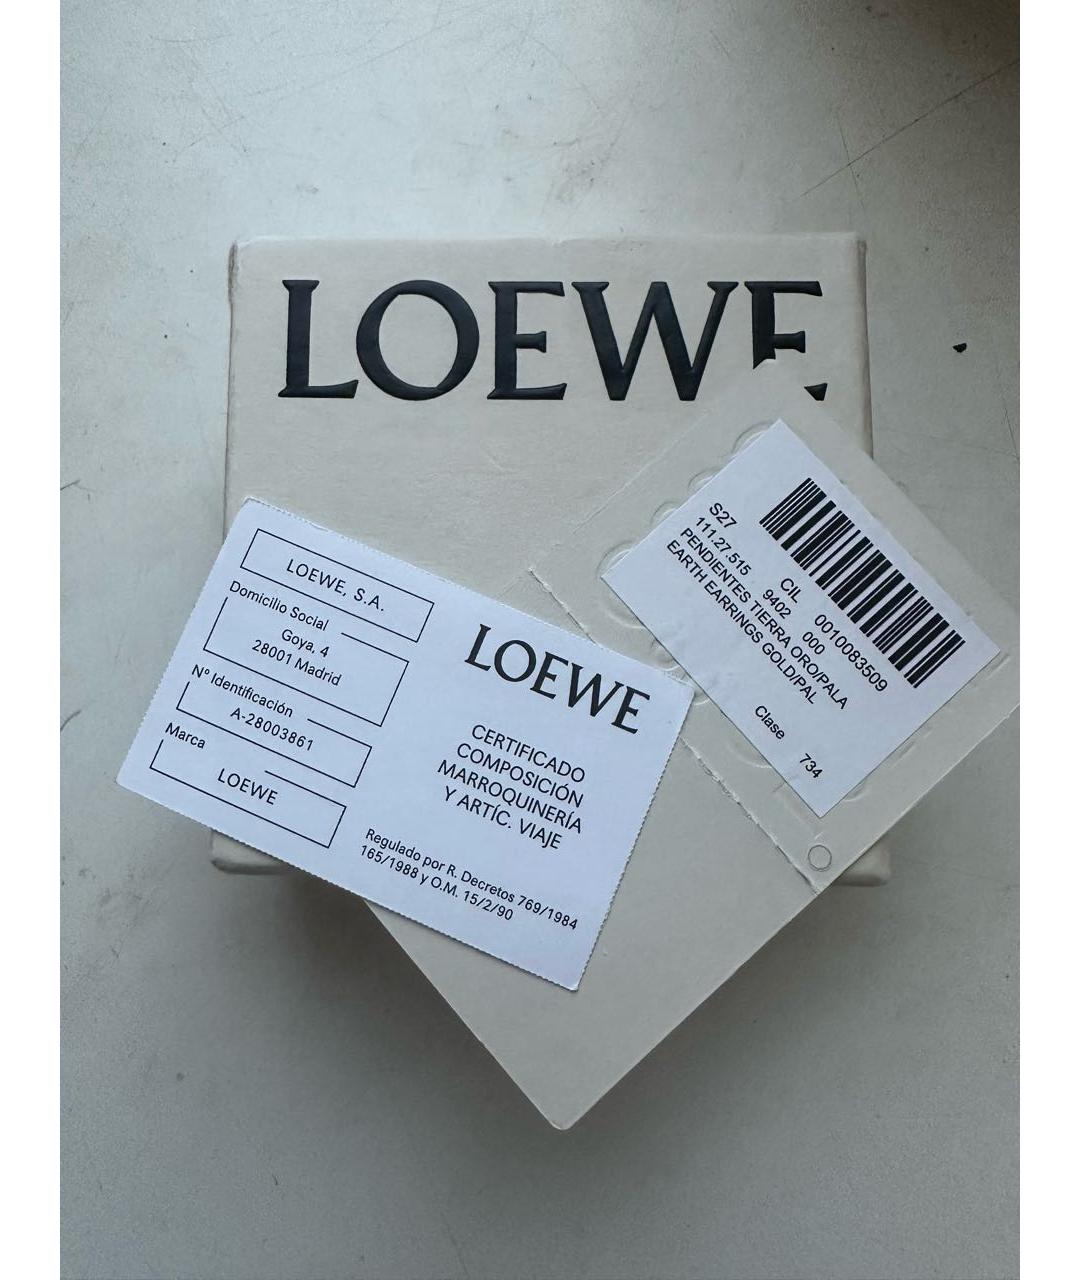 LOEWE
LOEWE, S.A.
Domicilio Social
Goya, 4
28001 Madrid
Nº Identificación
A-28003861
Marca
LOEWE
LOEWE
CERTIFICADO
COMPOSICIÓN
MARROQUINERÍA
Y ARTÍC. VIAJE
Regulado por R. Decretos 769/1984
165/1988 y O.M. 15/2/90
S27 CIL 0010083509
111.27.515 9402 000
PENDIENTES TIERRA ORO/PALA
EARTH EARRINGS GOLD/PAL
Clase 734